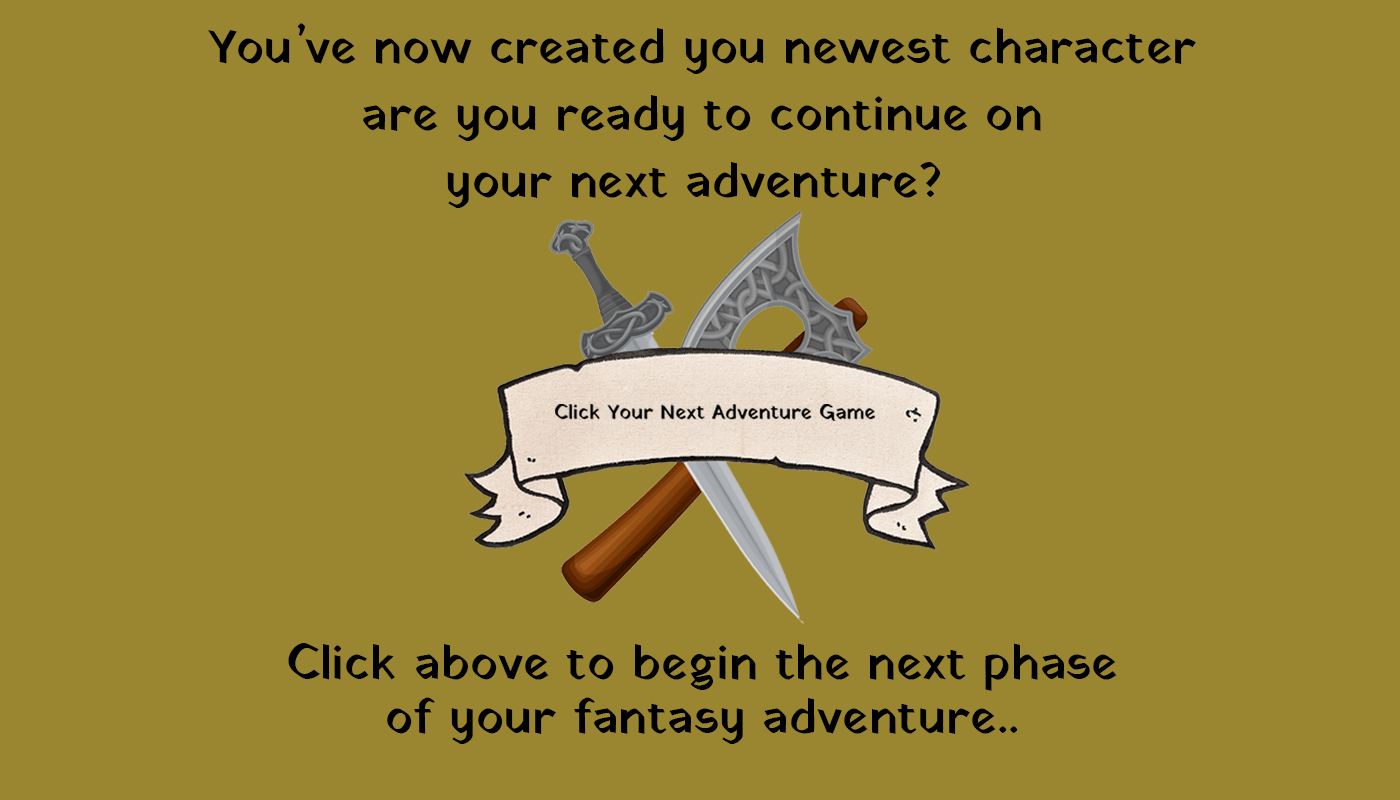 You've now created you newest character
are you ready to continue on
your next adventure?
Click Your Next Adventure Game
Click above to begin the next phase
of your fantasy adventure..